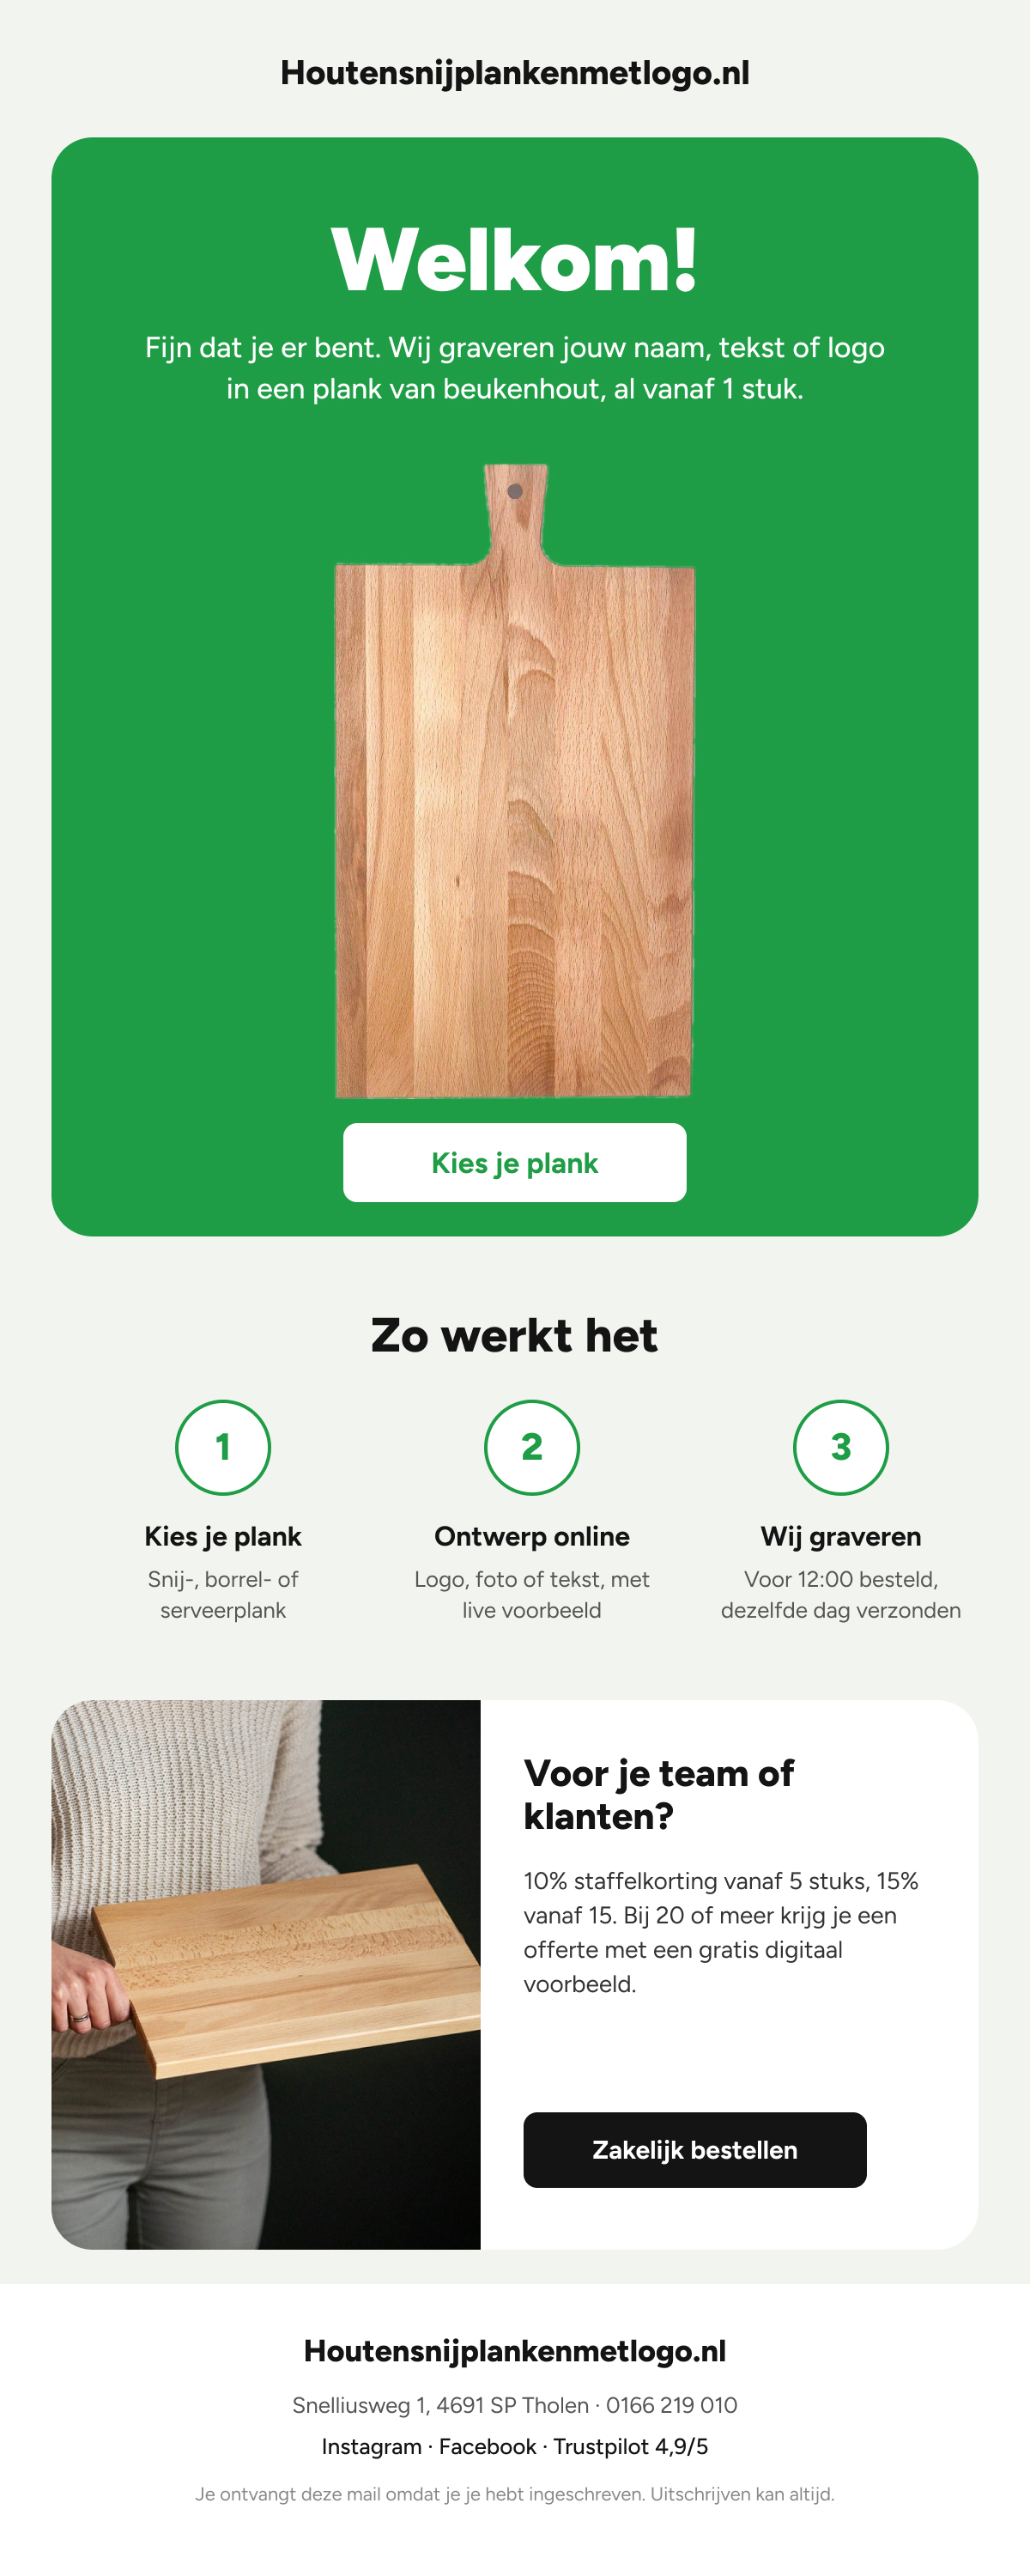 Houtensnijplankenmetlogo.nl
Welkom!
Fijn dat je er bent. Wij graveren jouw naam, tekst of logo
in een plank van beukenhout, al vanaf 1 stuk.
Kies je plank
Zo werkt het
1
2
3
Kies je plank
Snij-, borrel- of
serveerplank
Ontwerp online
Logo, foto of tekst, met
live voorbeeld
Wij graveren
Voor 12:00 besteld,
dezelfde dag verzonden
Voor je team of
klanten?
10% staffelkorting vanaf 5 stuks, 15%
vanaf 15. Bij 20 of meer krijg je een
offerte met een gratis digitaal
voorbeeld.
Zakelijk bestellen
Houtensnijplankenmetlogo.nl
Snelliusweg 1, 4691 SP Tholen · 0166 219 010
Instagram · Facebook · Trustpilot 4,9/5
Je ontvangt deze mail omdat je je hebt ingeschreven. Uitschrijven kan altijd.